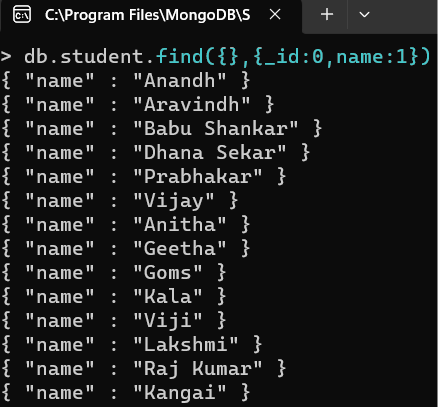 C:\Program Files\MongoDB\S
> db.student.find({},{_id:0,name:1})
{ "name" : "Anandh" }
{ "name" : "Aravindh" }
{ "name" : "Babu Shankar" }
{ "name" : "Dhana Sekar" }
{ "name" : "Prabhakar" }
{ "name" : "Vijay" }
{ "name" : "Anitha" }
{ "name" : "Geetha" }
{ "name" : "Goms" }
{ "name" : "Kala" }
{ "name" : "Viji" }
{ "name" : "Lakshmi" }
{ "name" : "Raj Kumar" }
{ "name" : "Kangai" }